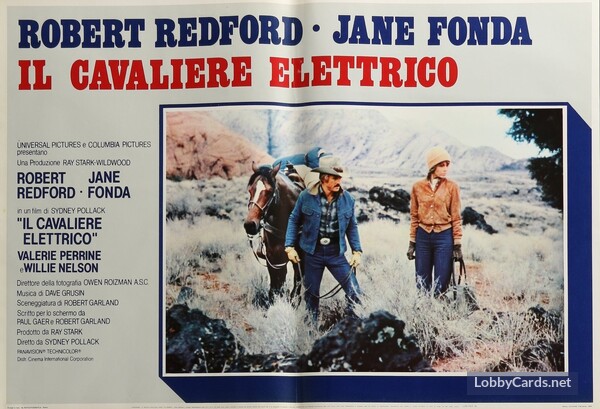 ROBERT REDFORD · JANE FONDA
IL CAVALIERE ELETTRICO
UNIVERSAL PICTURES e COLUMBIA PICTURES
presentano
Una Produzione RAY STARK-WILDWOOD
ROBERT JANE
REDFORD · FONDA
in un film di SYDNEY POLLACK
"IL CAVALIERE
ELETTRICO"
VALERIE PERRINE
e WILLIE NELSON
Direttore della fotografia OWEN ROIZMAN A.S.C.
Musica di DAVE GRUSIN
Sceneggiatura di ROBERT GARLAND
Scritto per lo schermo da
PAUL GAER e ROBERT GARLAND
Prodotto da RAY STARK
Diretto da SYDNEY POLLACK
PANAVISION® TECHNICOLOR®
Distr. Cinema International Corporation
LobbyCards.net